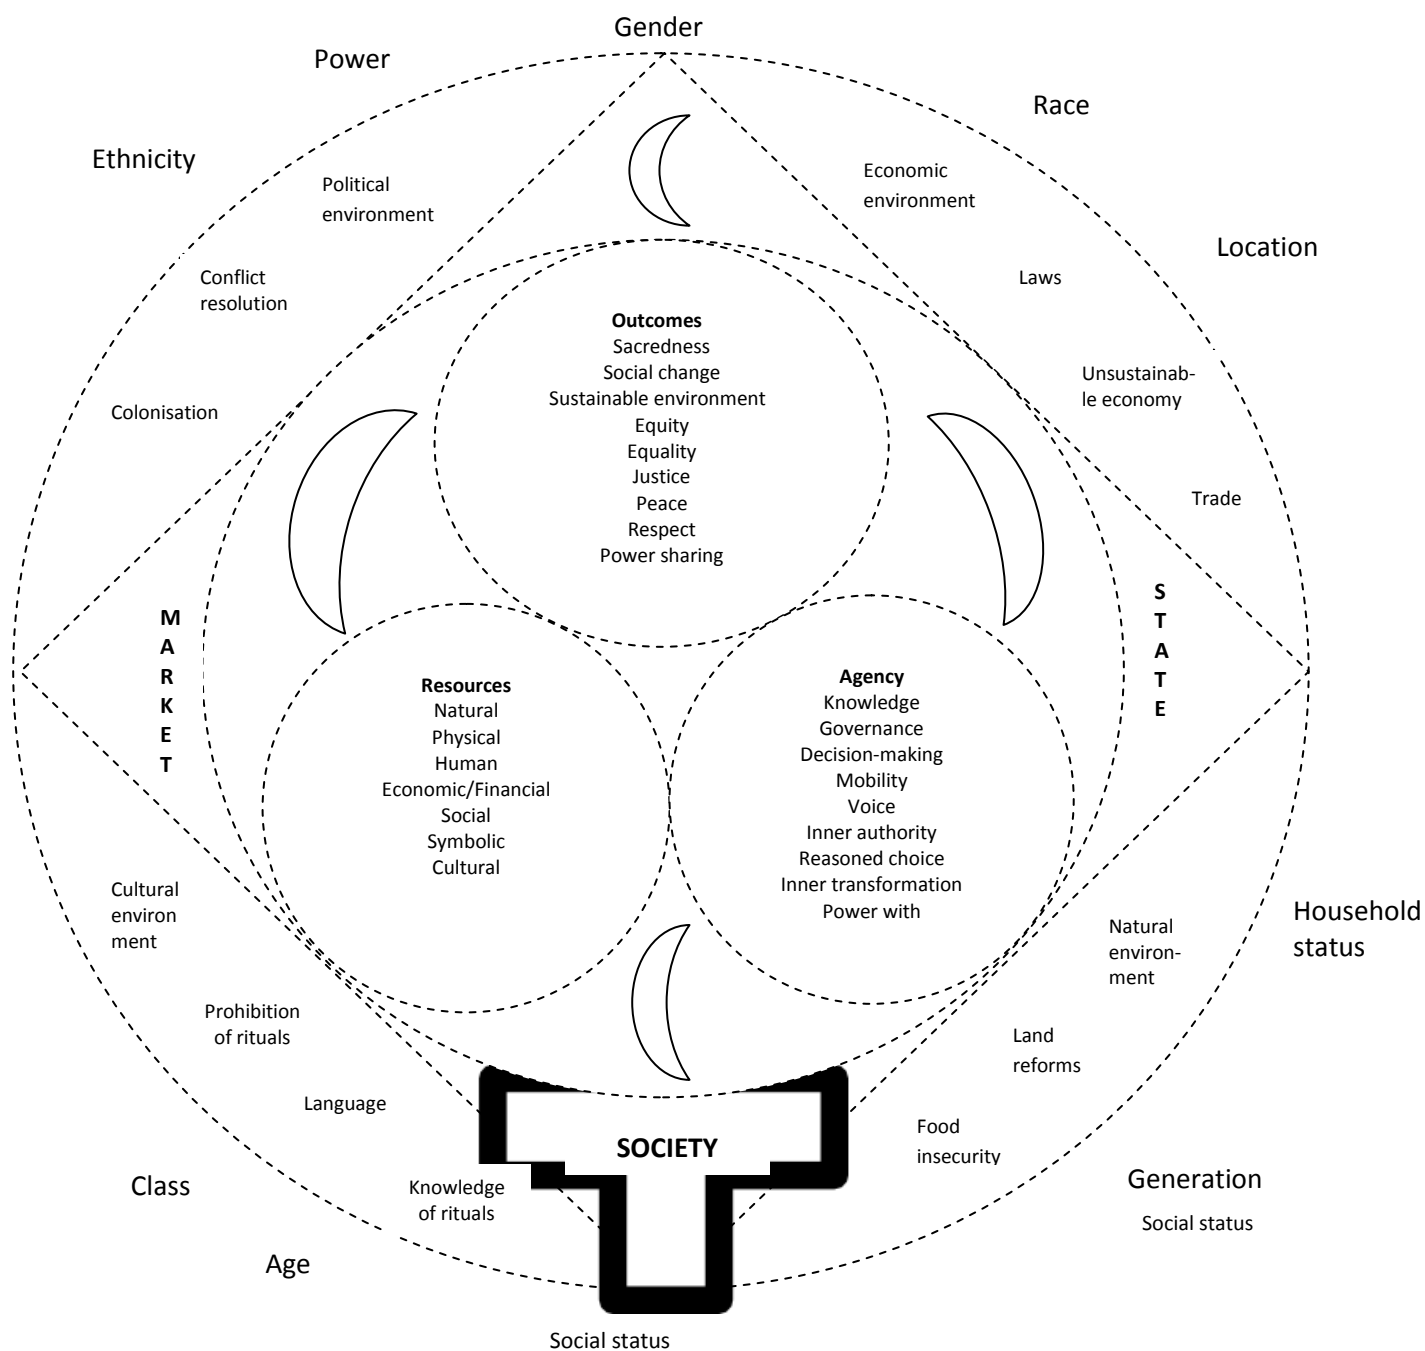 Gender
Power
Race
Ethnicity
Location
Political
environment
Economic
environment
Conflict
resolution
Laws
Colonisation
Unsustainab-
le economy
Trade
Outcomes
Sacredness
Social change
Sustainable environment
Equity
Equality
Justice
Peace
Respect
Power sharing
MARKET
STATE
Resources
Natural
Physical
Human
Economic/Financial
Social
Symbolic
Cultural
Agency
Knowledge
Governance
Decision-making
Mobility
Voice
Inner authority
Reasoned choice
Inner transformation
Power with
Cultural
environ
ment
Household
status
Natural
environ-
ment
Prohibition
of rituals
Land
reforms
Language
Food
insecurity
SOCIETY
Knowledge
of rituals
Class
Generation
Social status
Age
Social status